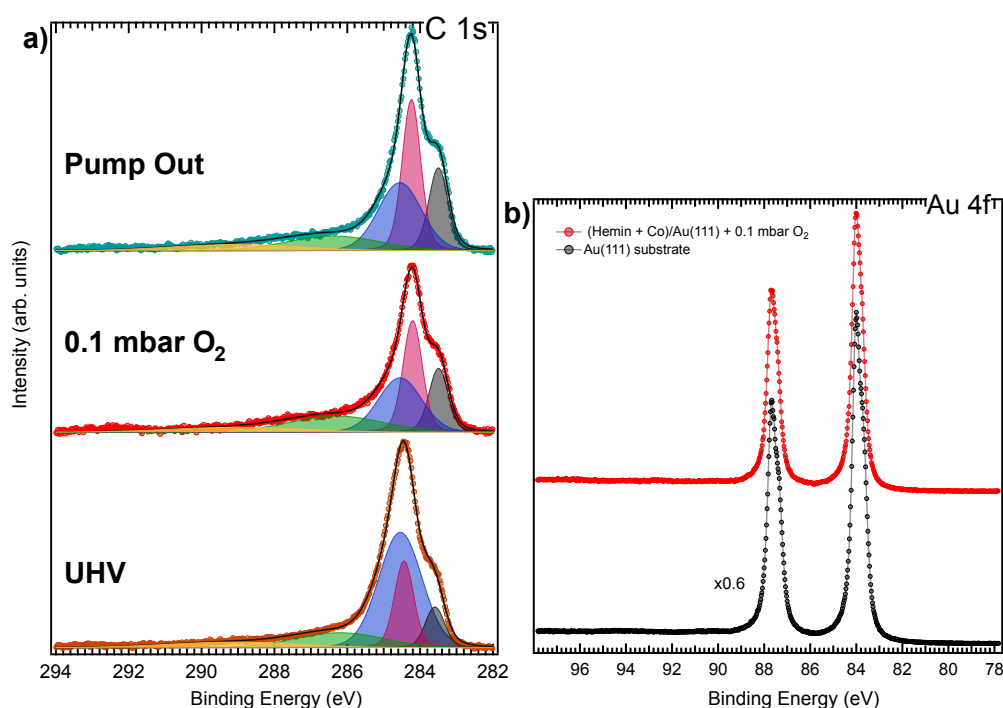 a)
C 1s
Pump Out
0.1 mbar O₂
UHV
Intensity (arb. units)
294 292 290 288 286 284 282
Binding Energy (eV)
b)
Au 4f
(Hemin + Co)/Au(111) + 0.1 mbar O₂
Au(111) substrate
x0.6
96 94 92 90 88 86 84 82 80 78
Binding Energy (eV)